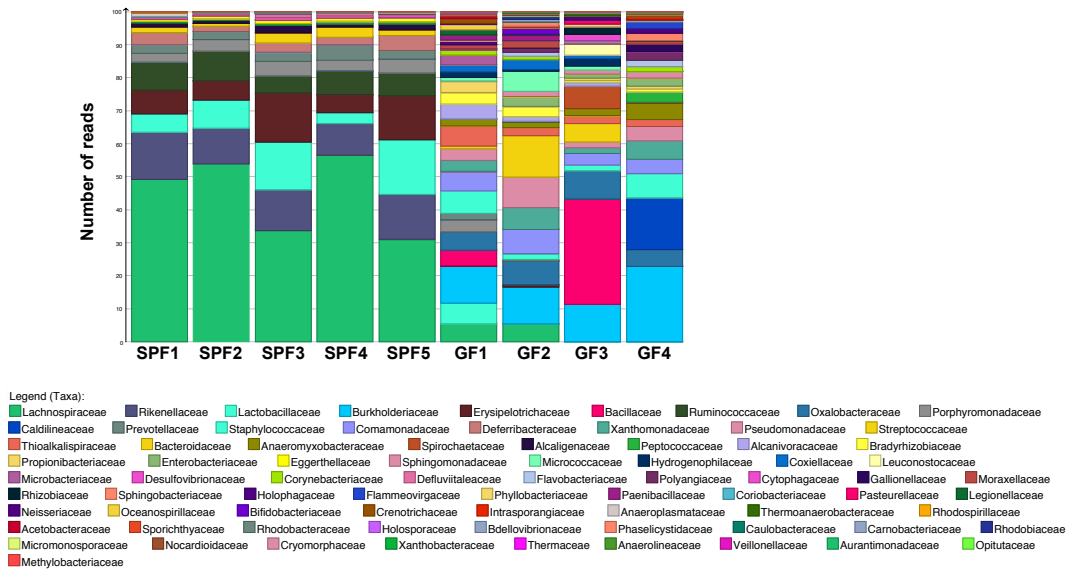 Number of reads
100
90
80
70
60
50
40
30
20
10
0
SPF1 SPF2 SPF3 SPF4 SPF5 GF1 GF2 GF3 GF4
Legend (Taxa):
Lachnospiraceae Rikenellaceae Lactobacillaceae Burkholderiaceae Erysipelotrichaceae Bacillaceae Ruminococcaceae Oxalobacteraceae Porphyromonadaceae
Caldilineaceae Prevotellaceae Staphylococcaceae Comamonadaceae Deferribacteraceae Xanthomonadaceae Pseudomonadaceae Streptococcaceae
Thioalkalispiraceae Bacteroidaceae Anaeromyxobacteraceae Spirochaetaceae Alcaligenaceae Peptococcaceae Alcanivoracaceae Bradyrhizobiaceae
Propionibacteriaceae Enterobacteriaceae Eggerthellaceae Sphingomonadaceae Micrococcaceae Hydrogenophilaceae Coxiellaceae Leuconostocaceae
Microbacteriaceae Desulfovibrionaceae Corynebacteriaceae Defluviitaleaceae Flavobacteriaceae Polyangiaceae Cytophagaceae Gallionellaceae Moraxellaceae
Rhizobiaceae Sphingobacteriaceae Holophagaceae Flammeovirgaceae Phyllobacteriaceae Paenibacillaceae Coriobacteriaceae Pasteurellaceae Legionellaceae
Neisseriaceae Oceanospirillaceae Bifidobacteriaceae Crenotrichaceae Intrasporangiaceae Anaeroplasmataceae Thermoanaerobacteraceae Rhodospirillaceae
Acetobacteraceae Sporichthyaceae Rhodobacteraceae Holosporaceae Bdellovibrionaceae Phaselicystidaceae Caulobacteraceae Carnobacteriaceae Rhodobiaceae
Micromonosporaceae Nocardioidaceae Cryomorphaceae Xanthobacteraceae Thermaceae Anaerolineaceae Veillonellaceae Aurantimonadaceae Opitutaceae
Methylobacteriaceae